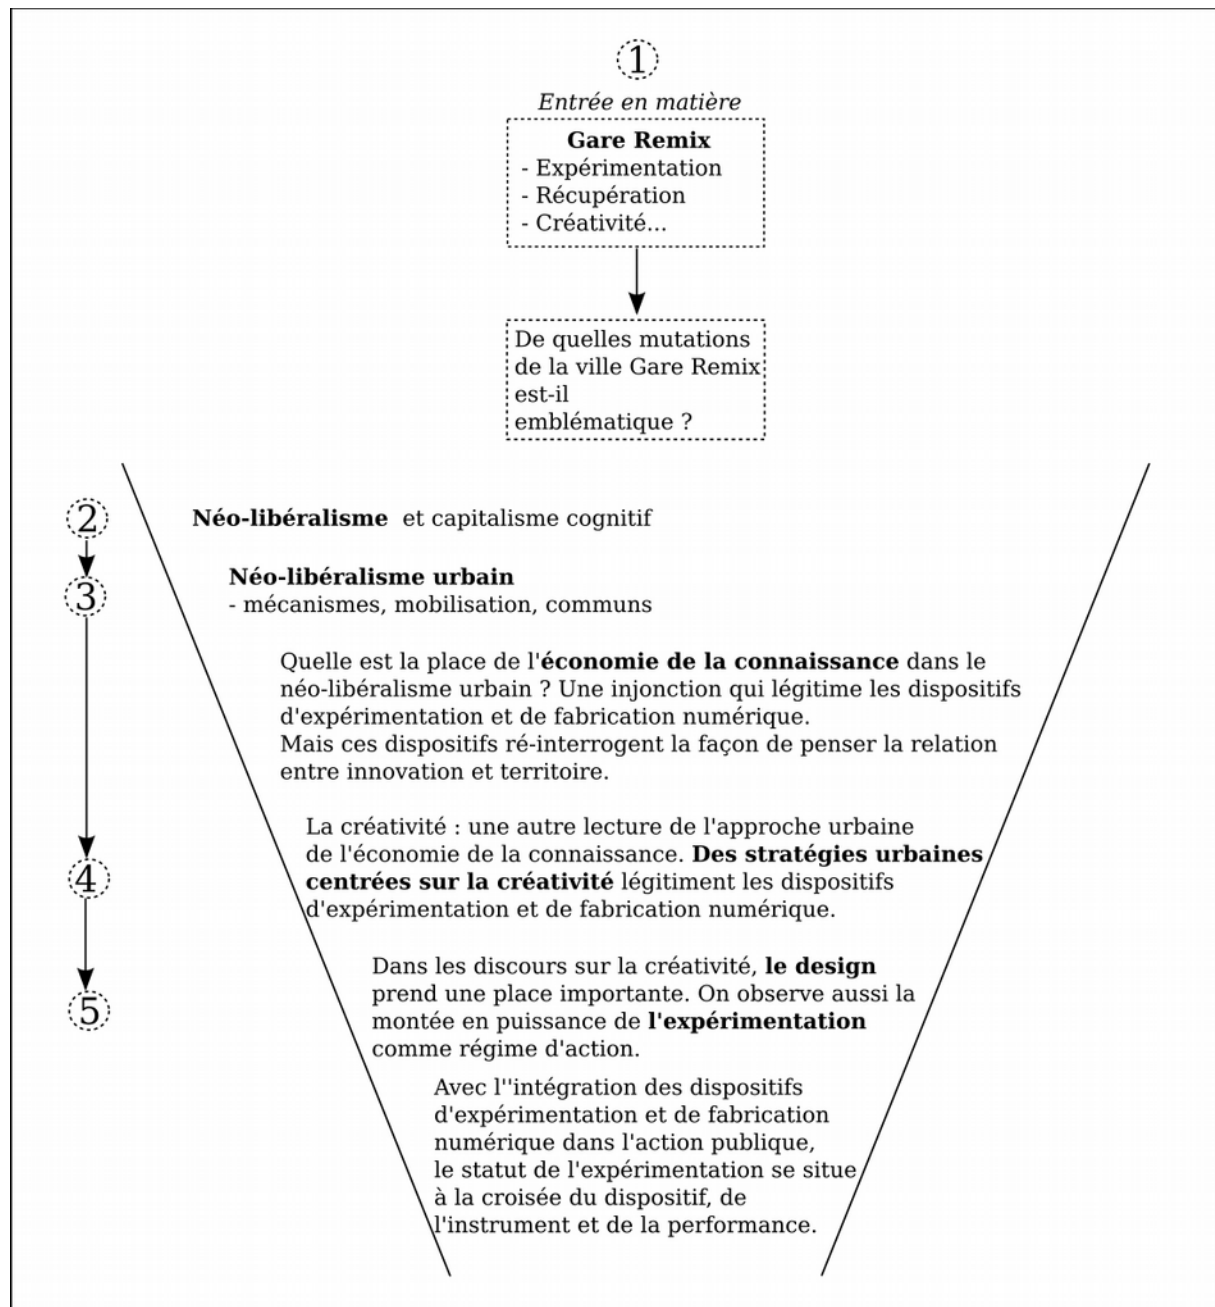 1
Entrée en matière
Gare Remix
- Expérimentation
- Récupération
- Créativité...
De quelles mutations
de la ville Gare Remix
est-il
emblématique ?
2
Néo-libéralisme et capitalisme cognitif
3
Néo-libéralisme urbain
- mécanismes, mobilisation, communs
Quelle est la place de l'économie de la connaissance dans le
néo-libéralisme urbain ? Une injonction qui légitime les dispositifs
d'expérimentation et de fabrication numérique.
Mais ces dispositifs ré-interrogent la façon de penser la relation
entre innovation et territoire.
4
La créativité : une autre lecture de l'approche urbaine
de l'économie de la connaissance. Des stratégies urbaines
centrées sur la créativité légitiment les dispositifs
d'expérimentation et de fabrication numérique.
5
Dans les discours sur la créativité, le design
prend une place importante. On observe aussi la
montée en puissance de l'expérimentation
comme régime d'action.
Avec l''intégration des dispositifs
d'expérimentation et de fabrication
numérique dans l'action publique,
le statut de l'expérimentation se situe
à la croisée du dispositif, de
l'instrument et de la performance.